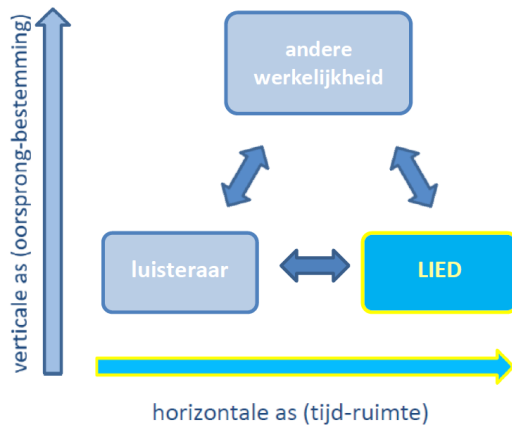 verticale as (oorsprong-bestemming)
andere
werkelijkheid
luisteraar
LIED
horizontale as (tijd-ruimte)